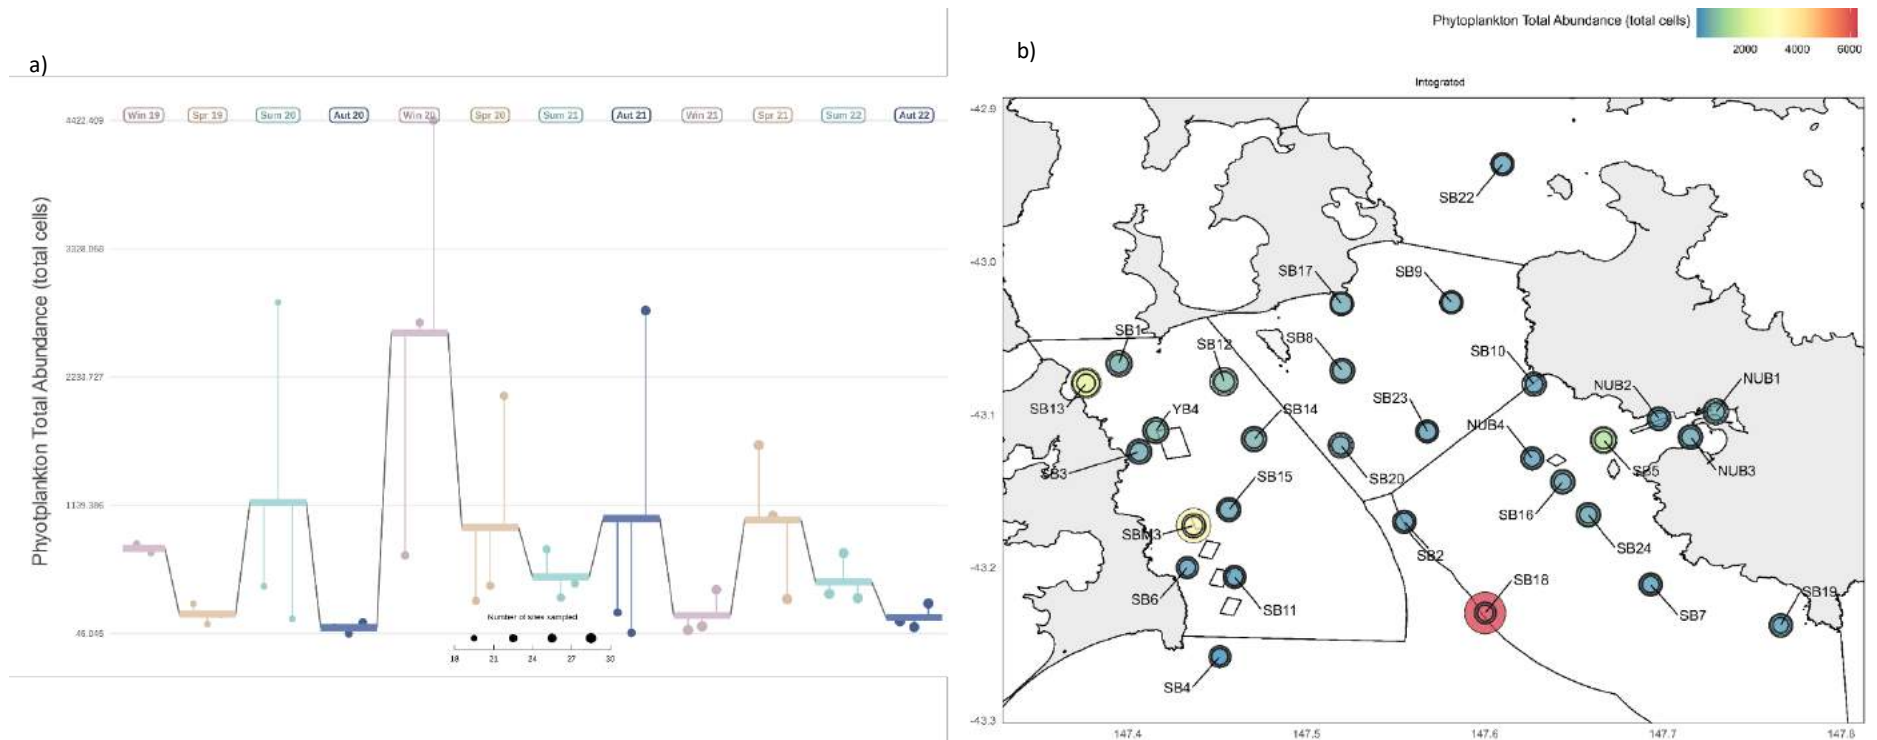 a)
Win 19 Spr 19 Sum 20 Aut 20 Win 20 Spr 20 Sum 21 Aut 21 Win 21 Spr 21 Sum 22 Aut 22
Phyotplankton Total Abundance (total cells)
4422.409
2233.727
1139.386
46.045
Number of sites sampled
18 21 24 27 30
b)
Phytoplankton Total Abundance (total cells)
2000 4000 6000
Integrated
-42.9
-43.0
-43.1
-43.2
-43.3
SB22
SB17
SB9
SB1
SB12
SB8
SB10
SB13
YB4
SB14
SB23
NUB2
NUB1
NUB4
SB3
SB20
SB5
NUB3
SB15
SB16
SBM3
SB2
SB24
SB6
SB11
SB18
SB7
SB19
SB4
147.4 147.5 147.6 147.7 147.8